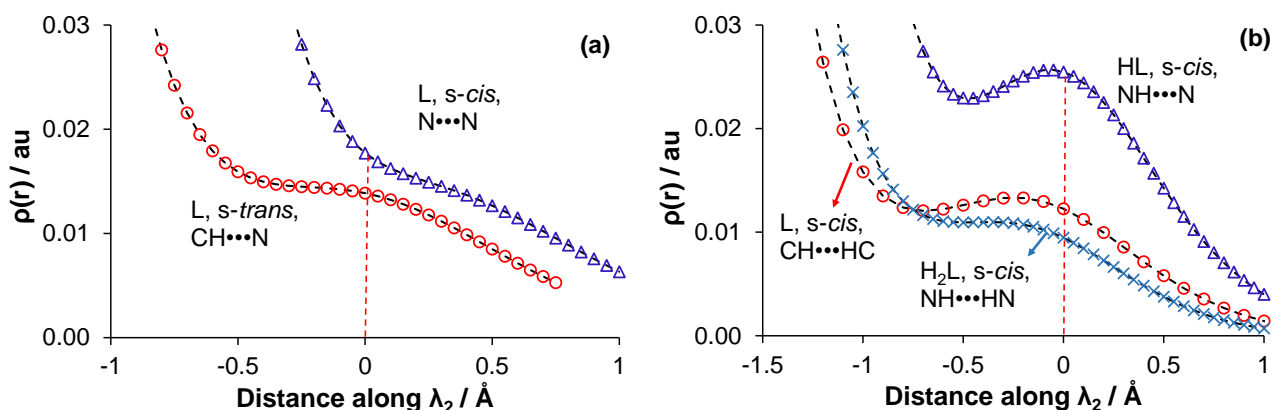 0.03
0.02
0.01
0.00
ρ(r) / au
(a)
L, s-cis,
N•••N
L, s-trans,
CH•••N
-1
-0.5
0
0.5
1
Distance along λ₂ / Å
0.03
0.02
0.01
0.00
ρ(r) / au
(b)
HL, s-cis,
NH•••N
L, s-cis,
CH•••HC
H₂L, s-cis,
NH•••HN
-1.5
-1
-0.5
0
0.5
1
Distance along λ₂ / Å